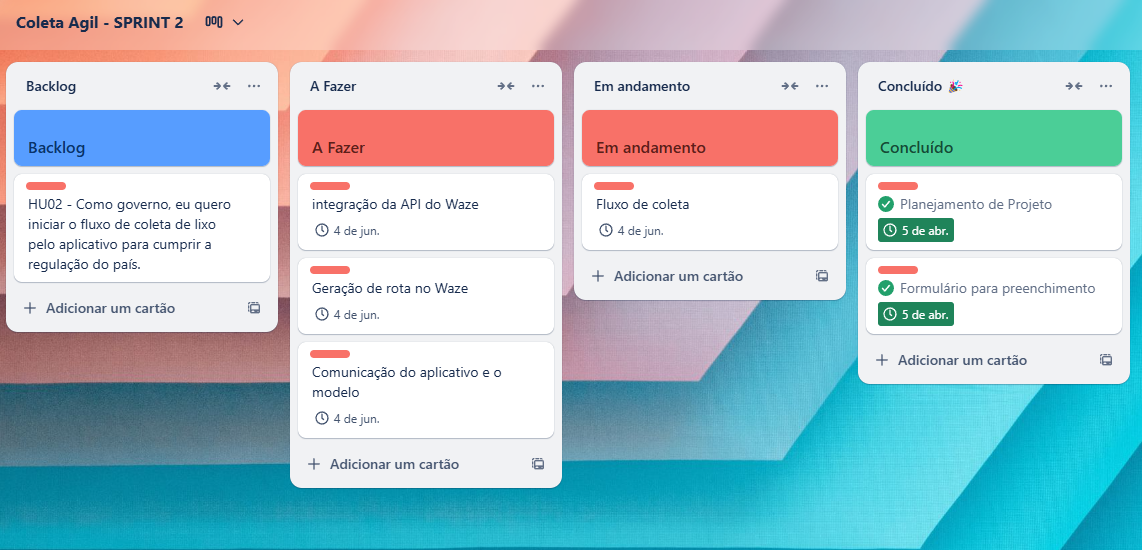 Coleta Agil - SPRINT 2
Backlog
Backlog
HU02 - Como governo, eu quero
iniciar o fluxo de coleta de lixo
pelo aplicativo para cumprir a
regulação do país.
Adicionar um cartão
A Fazer
A Fazer
integração da API do Waze
4 de jun.
Geração de rota no Waze
4 de jun.
Comunicação do aplicativo e o
modelo
4 de jun.
Adicionar um cartão
Em andamento
Em andamento
Fluxo de coleta
4 de jun.
Adicionar um cartão
Concluído 🎉
Concluído
Planejamento de Projeto
5 de abr.
Formulário para preenchimento
5 de abr.
Adicionar um cartão